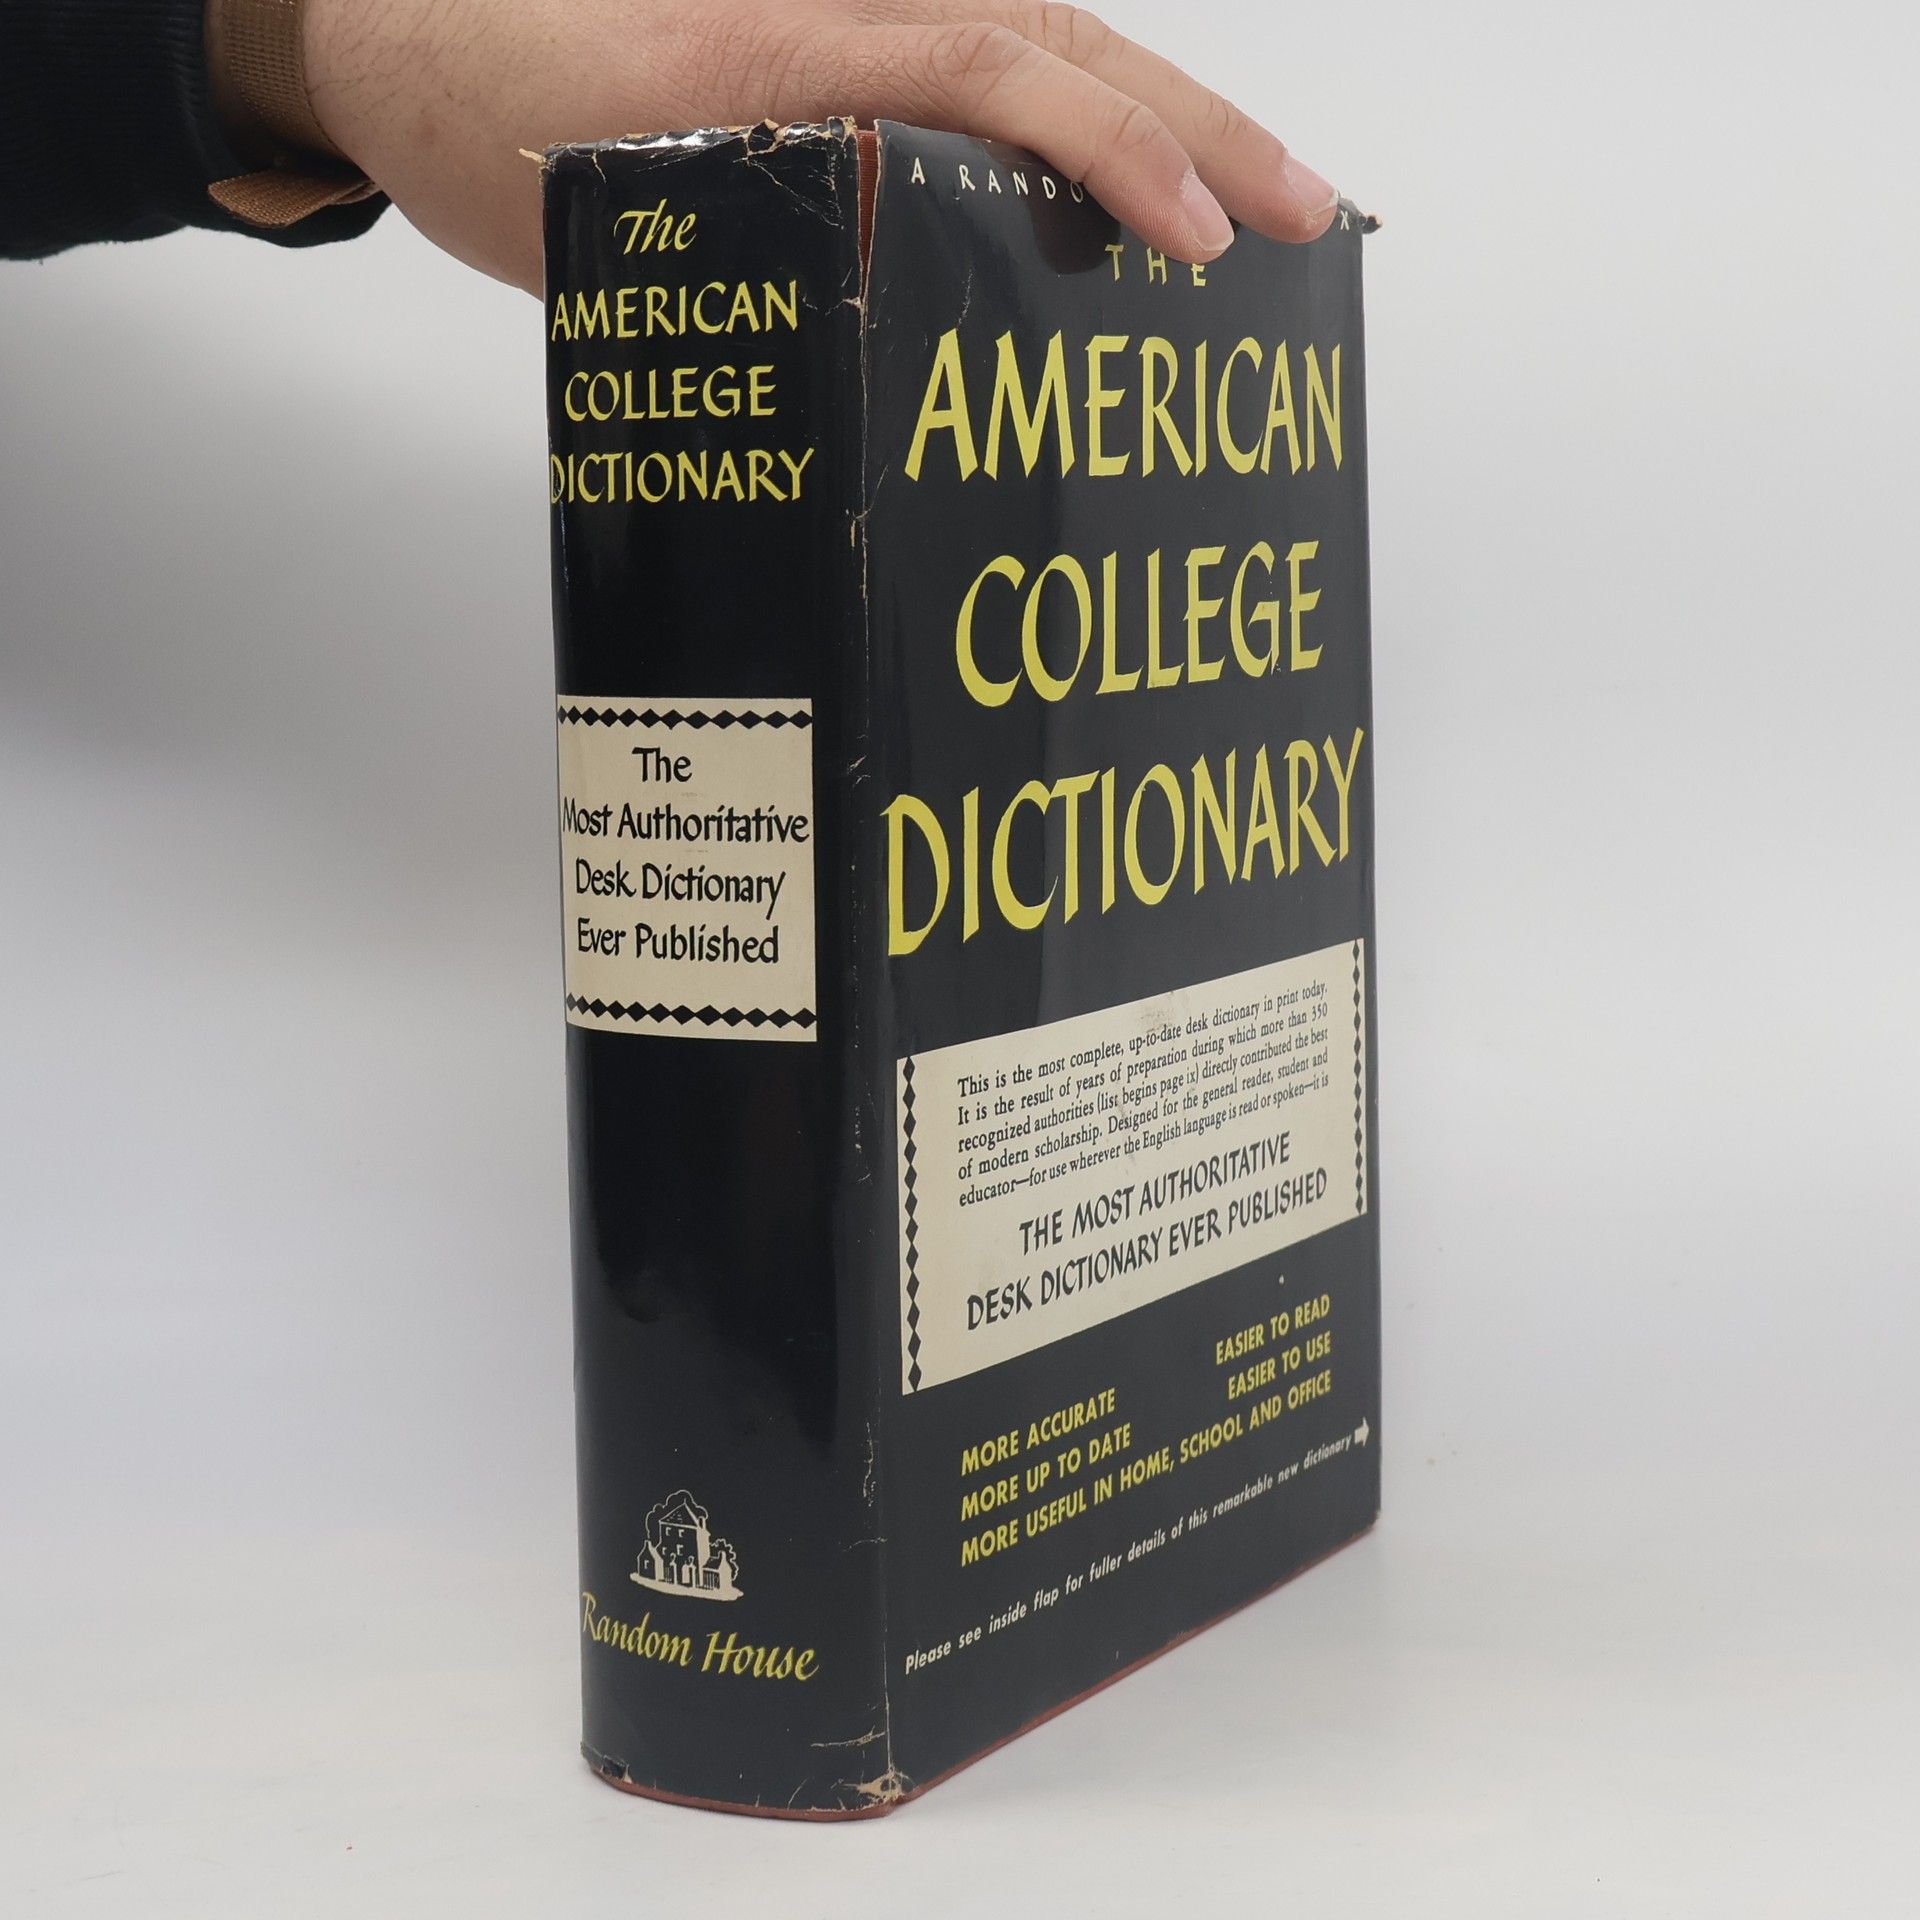 The
AMERICAN
COLLEGE
DICTIONARY
The
Most Authoritative
Desk Dictionary
Ever Published
Random House
A
THE
AMERICAN
COLLEGE
DICTIONARY
This is the most complete, up-to-date desk dictionary in print today.
It is the result of years of preparation during which more than 350
recognized authorities (list begins page ix) directly contributed the best
of modern scholarship. Designed for the general reader, student and
educator—for use wherever the English language is read or spoken—it is
THE MOST AUTHORITATIVE
DESK DICTIONARY EVER PUBLISHED
MORE ACCURATE EASIER TO READ
MORE UP TO DATE EASIER TO USE
MORE USEFUL IN HOME, SCHOOL AND OFFICE
Please see inside flap for fuller details of this remarkable new dictionary